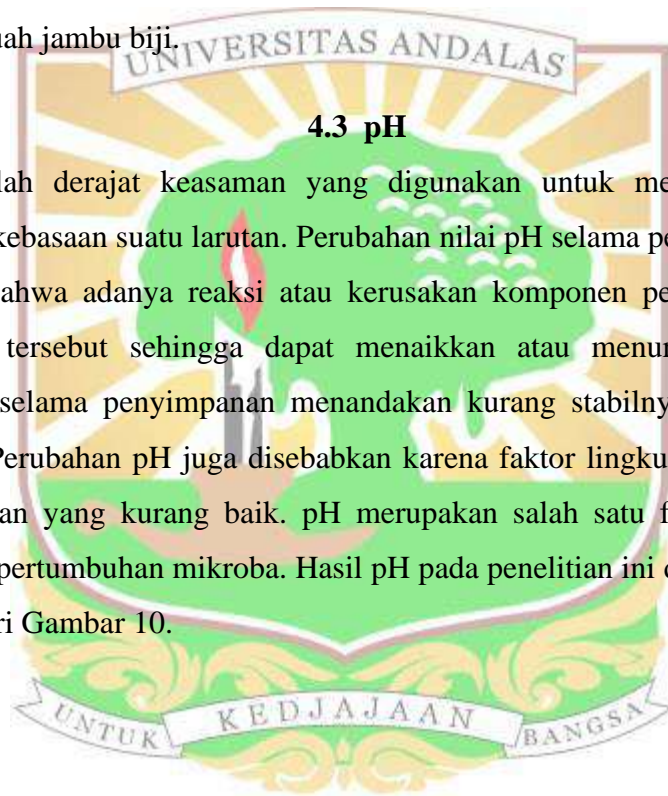 uah jambu biji.
UNIVERSITAS ANDALAS
4.3 pH
lah derajat keasaman yang digunakan untuk me
kebasaan suatu larutan. Perubahan nilai pH selama pe
ahwa adanya reaksi atau kerusakan komponen pe
tersebut sehingga dapat menaikkan atau menur
selama penyimpanan menandakan kurang stabilny
Perubahan pH juga disebabkan karena faktor lingku
an yang kurang baik. pH merupakan salah satu f
pertumbuhan mikroba. Hasil pH pada penelitian ini d
ri Gambar 10.
UNTUK KEDJAJAAN BANGSA